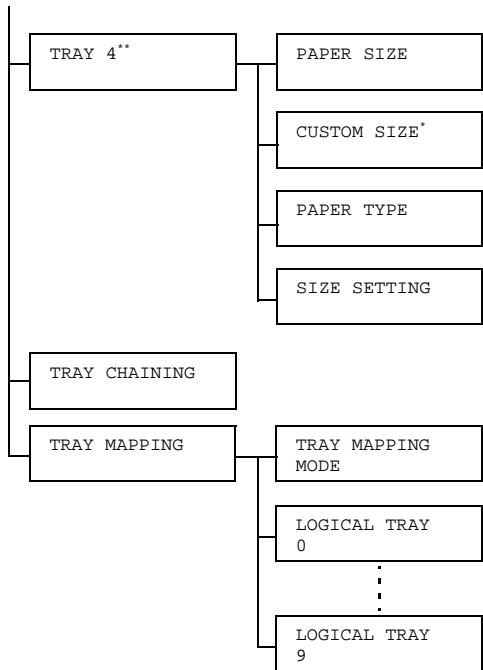 TRAY 4**
PAPER SIZE
CUSTOM SIZE*
PAPER TYPE
SIZE SETTING
TRAY CHAINING
TRAY MAPPING
TRAY MAPPING
MODE
LOGICAL TRAY
0
LOGICAL TRAY
9